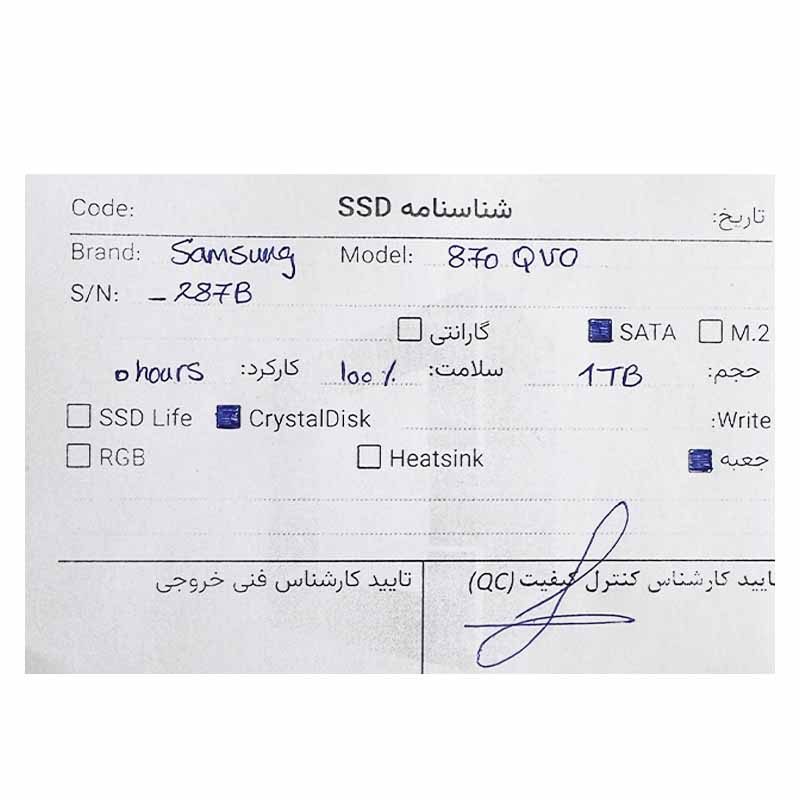 Code: شناسنامه SSD تاریخ:
Brand: Samsung Model: 870 QVO
S/N: – 287B
گارانتی SATA M.2
حجم: 1TB سلامت: 100% کارکرد: 0 hours
SSD Life CrystalDisk Write:
RGB Heatsink جعبه
تایید کارشناس کنترل کیفیت (QC) تایید کارشناس فنی خروجی